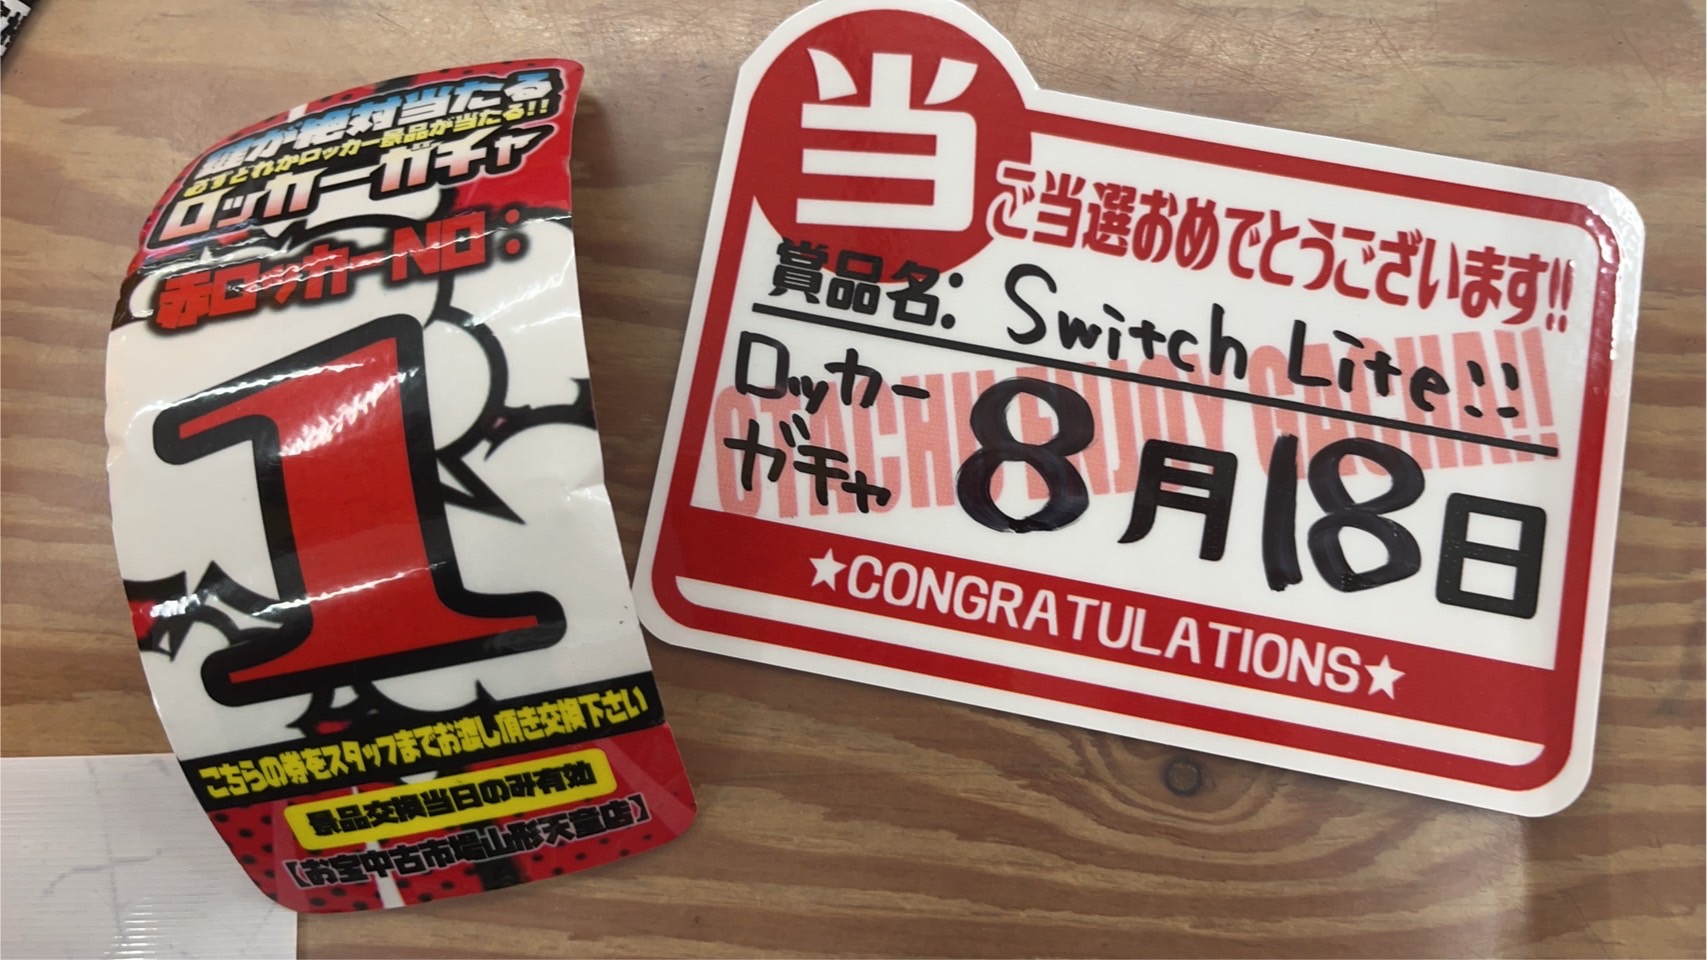 鍵が絶対当たる
必ずどれかロッカー景品が当たる!!
ロッカーガチャ
赤ロッカーNO:
1
こちらの券をスタッフまでお渡し頂き交換下さい
景品交換当日のみ有効
【お宝中古市場山形天童店】
当
ご当選おめでとうございます!!
賞品名: Switch Lite!!
ロッカー
ガチャ
8月18日
OTACHU ENJOY GACHA!!
★CONGRATULATIONS★